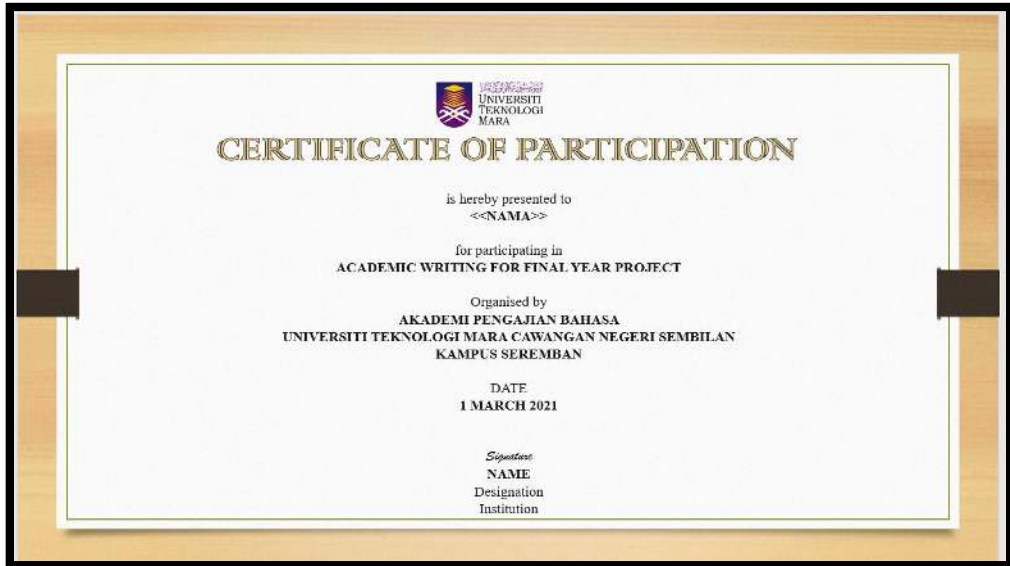 UNIVERSITI
TEKNOLOGI
MARA
CERTIFICATE OF PARTICIPATION
is hereby presented to
<<NAMA>>
for participating in
ACADEMIC WRITING FOR FINAL YEAR PROJECT
Organised by
AKADEMI PENGAJIAN BAHASA
UNIVERSITI TEKNOLOGI MARA CAWANGAN NEGERI SEMBILAN
KAMPUS SEREMBAN
DATE
1 MARCH 2021
Signature
NAME
Designation
Institution